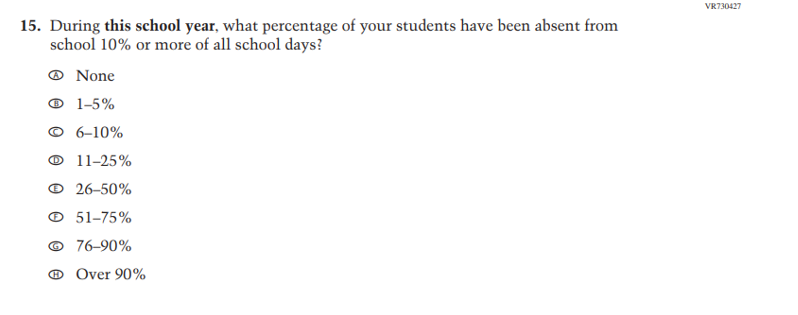 VR730427
15. During this school year, what percentage of your students have been absent from
school 10% or more of all school days?
Ⓐ None
Ⓑ 1–5%
Ⓒ 6–10%
Ⓓ 11–25%
Ⓔ 26–50%
Ⓕ 51–75%
Ⓖ 76–90%
Ⓗ Over 90%